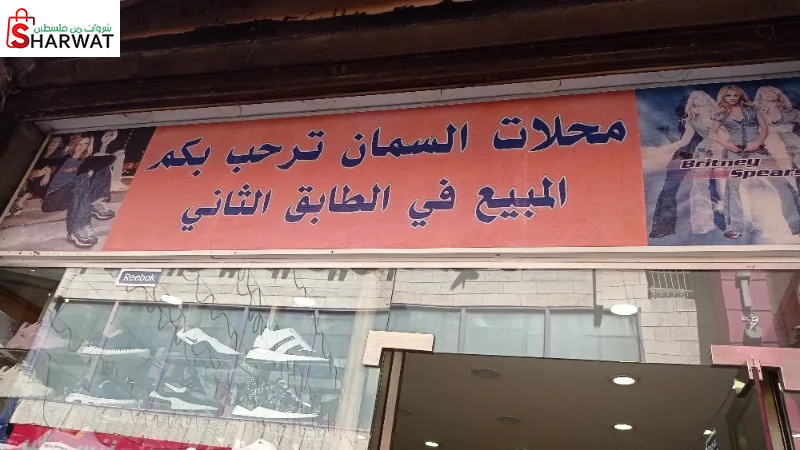 شروات من فلسطين
SHARWAT
محلات السمان ترحب بكم
المبيع في الطابق الثاني
Britney
Spears
Reebok